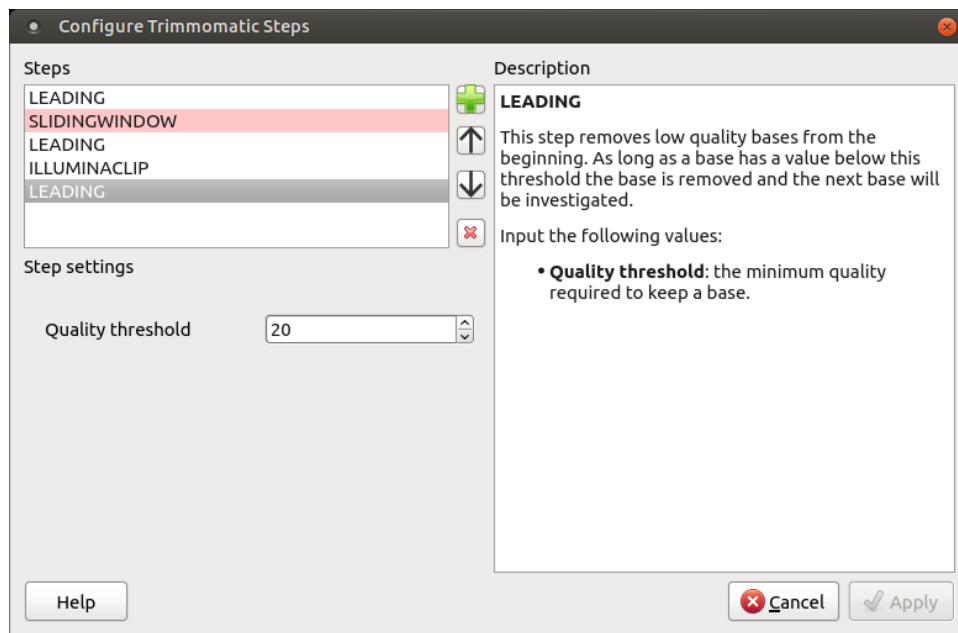 Configure Trimmomatic Steps
Steps
LEADING
SLIDINGWINDOW
LEADING
ILLUMINACLIP
LEADING
Step settings
Quality threshold
20
Description
LEADING
This step removes low quality bases from the
beginning. As long as a base has a value below this
threshold the base is removed and the next base will
be investigated.
Input the following values:
• Quality threshold: the minimum quality
required to keep a base.
Help
Cancel
Apply